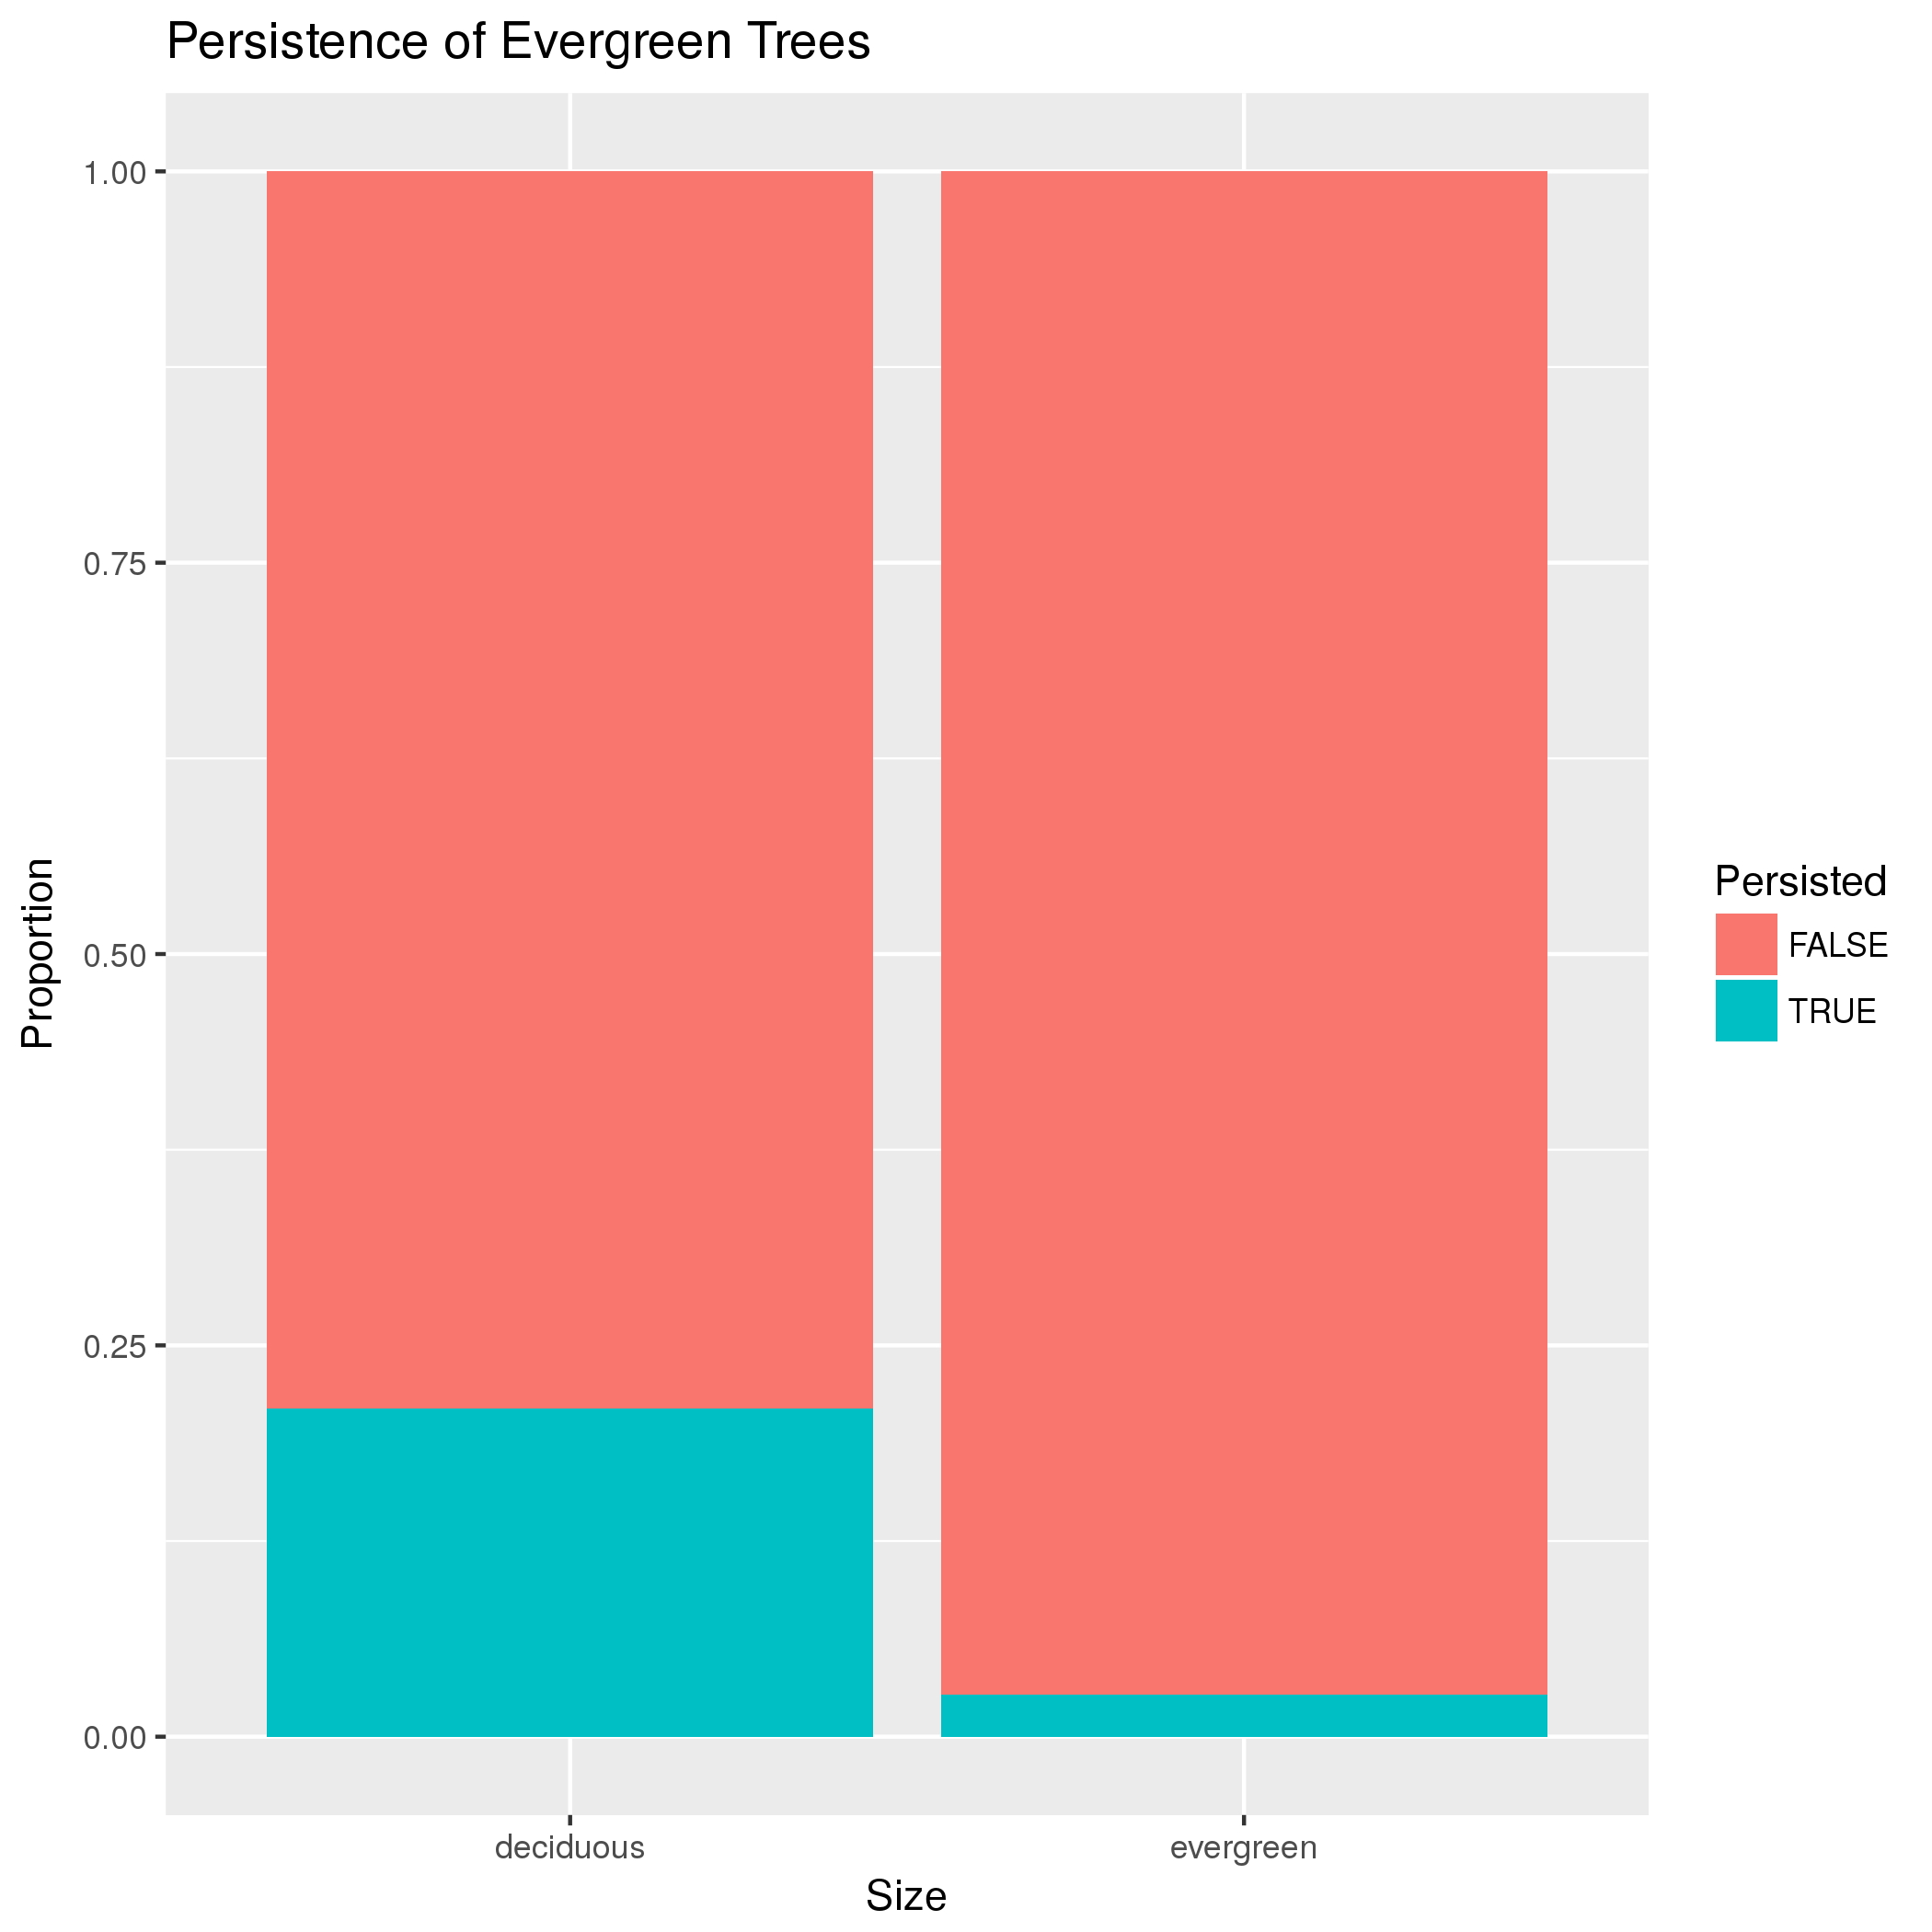 Persistence of Evergreen Trees
1.00
0.75
0.50
0.25
0.00
Proportion
deciduous evergreen
Size
Persisted
FALSE
TRUE